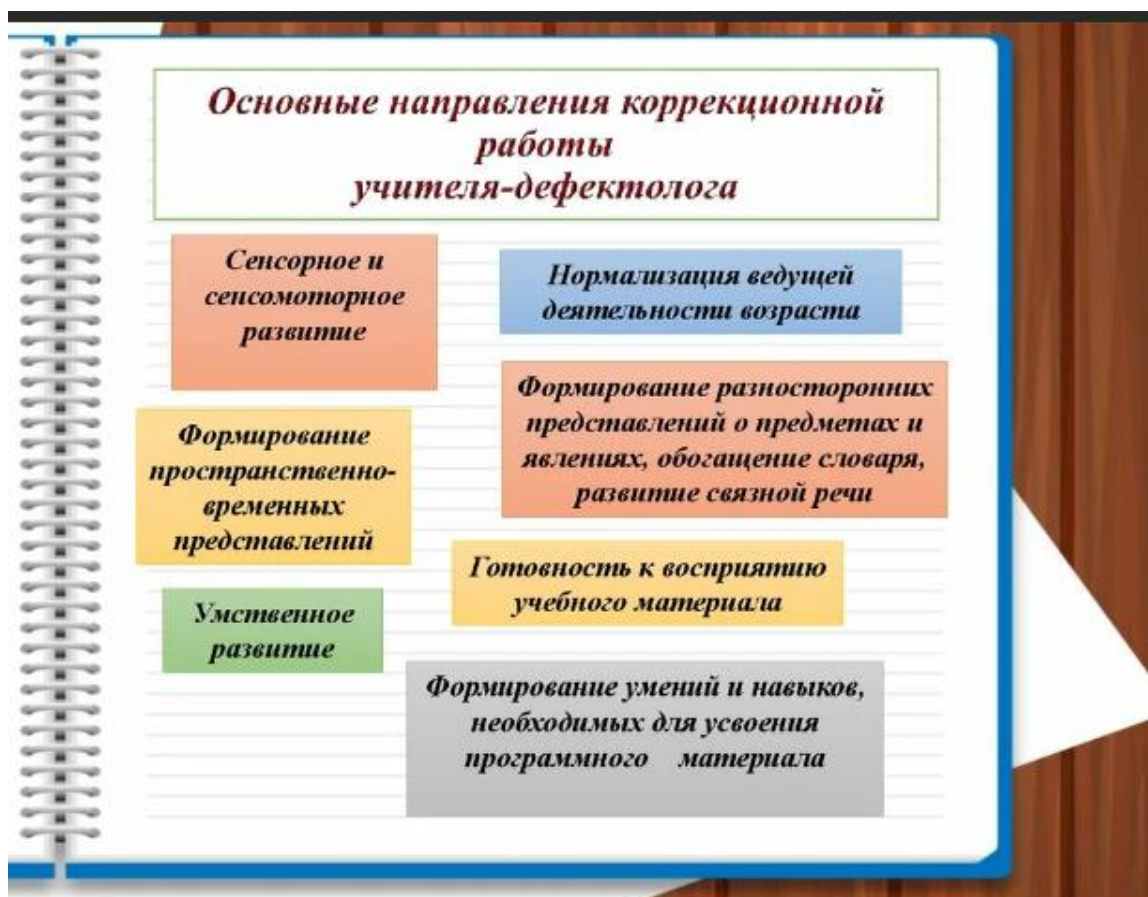 Основные направления коррекционной
работы
учителя-дефектолога
Сенсорное и
сенсомоторное
развитие
Нормализация ведущей
деятельности возраста
Формирование разносторонних
представлений о предметах и
явлениях, обогащение словаря,
развитие связной речи
Формирование
пространственно-
временных
представлений
Готовность к восприятию
учебного материала
Умственное
развитие
Формирование умений и навыков,
необходимых для усвоения
программного материала